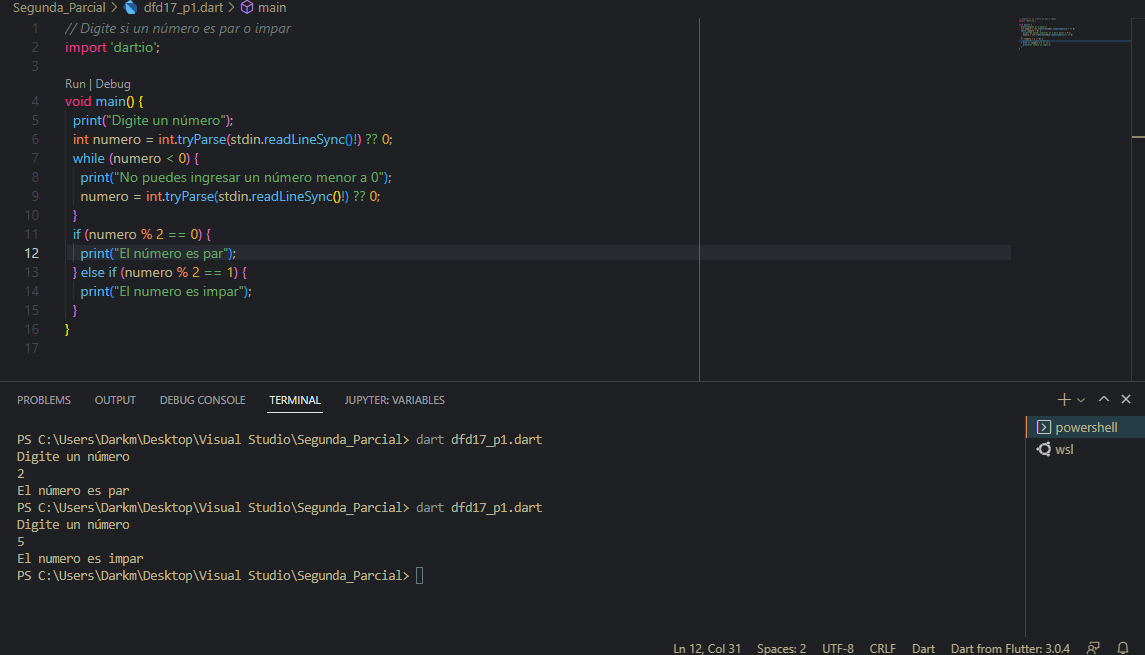 Segunda_Parcial > dfd17_p1.dart > main
1 // Digite si un número es par o impar
2 import 'dart:io';
3
Run | Debug
4 void main() {
5 print("Digite un número");
6 int numero = int.tryParse(stdin.readLineSync()!) ?? 0;
7 while (numero < 0) {
8 print("No puedes ingresar un número menor a 0");
9 numero = int.tryParse(stdin.readLineSync()!) ?? 0;
10 }
11 if (numero % 2 == 0) {
12 print("El número es par");
13 } else if (numero % 2 == 1) {
14 print("El numero es impar");
15 }
16 }
17
PROBLEMS OUTPUT DEBUG CONSOLE TERMINAL JUPYTER: VARIABLES
PS C:\Users\Darkm\Desktop\Visual Studio\Segunda_Parcial> dart dfd17_p1.dart
Digite un número
2
El número es par
PS C:\Users\Darkm\Desktop\Visual Studio\Segunda_Parcial> dart dfd17_p1.dart
Digite un número
5
El numero es impar
PS C:\Users\Darkm\Desktop\Visual Studio\Segunda_Parcial>
powershell
wsl
Ln 12, Col 31 Spaces: 2 UTF-8 CRLF Dart Dart from Flutter: 3.0.4